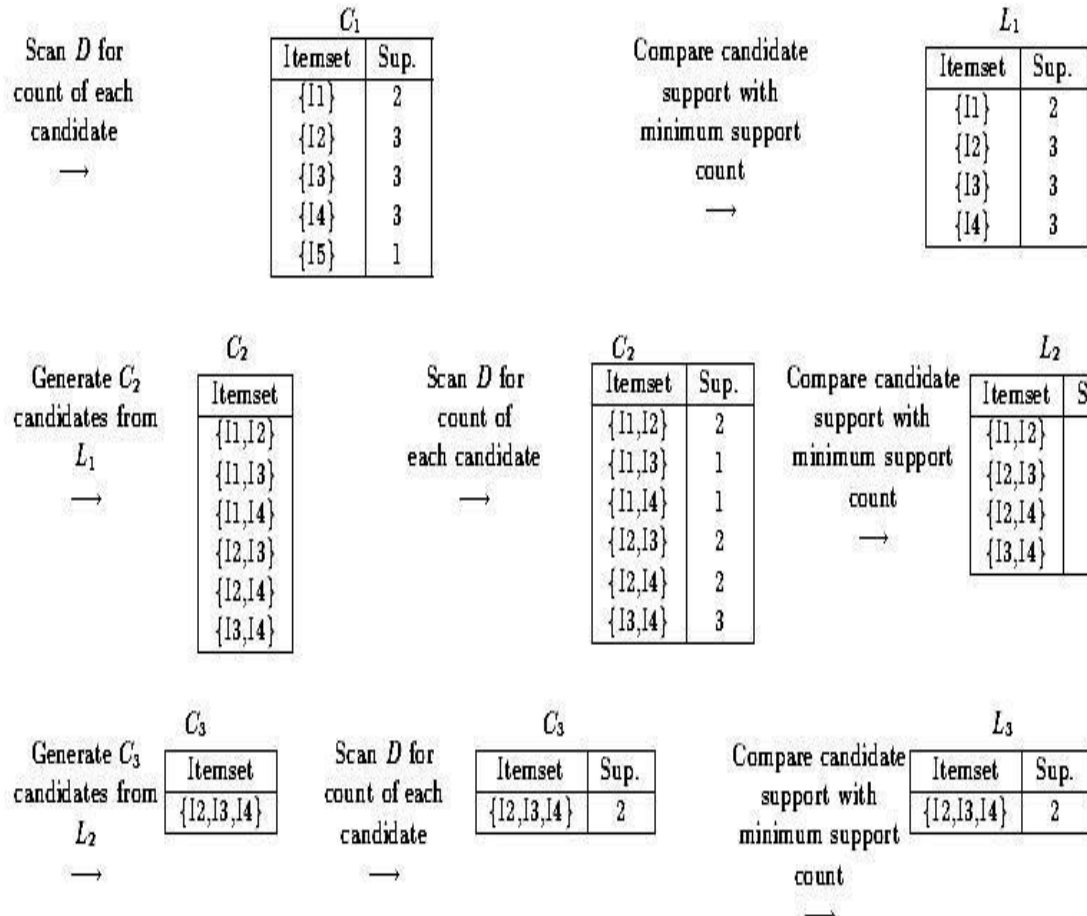 Scan D for
count of each
candidate
→
C₁
Itemset Sup.
{I1} 2
{I2} 3
{I3} 3
{I4} 3
{I5} 1
Compare candidate
support with
minimum support
count
→
L₁
Itemset Sup.
{I1} 2
{I2} 3
{I3} 3
{I4} 3
Generate C₂
candidates from
L₁
→
C₂
Itemset
{I1,I2}
{I1,I3}
{I1,I4}
{I2,I3}
{I2,I4}
{I3,I4}
Scan D for
count of
each candidate
→
C₂
Itemset Sup.
{I1,I2} 2
{I1,I3} 1
{I1,I4} 1
{I2,I3} 2
{I2,I4} 2
{I3,I4} 3
Compare candidate
support with
minimum support
count
→
L₂
Itemset S
{I1,I2}
{I2,I3}
{I2,I4}
{I3,I4}
Generate C₃
candidates from
L₂
→
C₃
Itemset
{I2,I3,I4}
Scan D for
count of each
candidate
→
C₃
Itemset Sup.
{I2,I3,I4} 2
Compare candidate
support with
minimum support
count
→
L₃
Itemset Sup.
{I2,I3,I4} 2